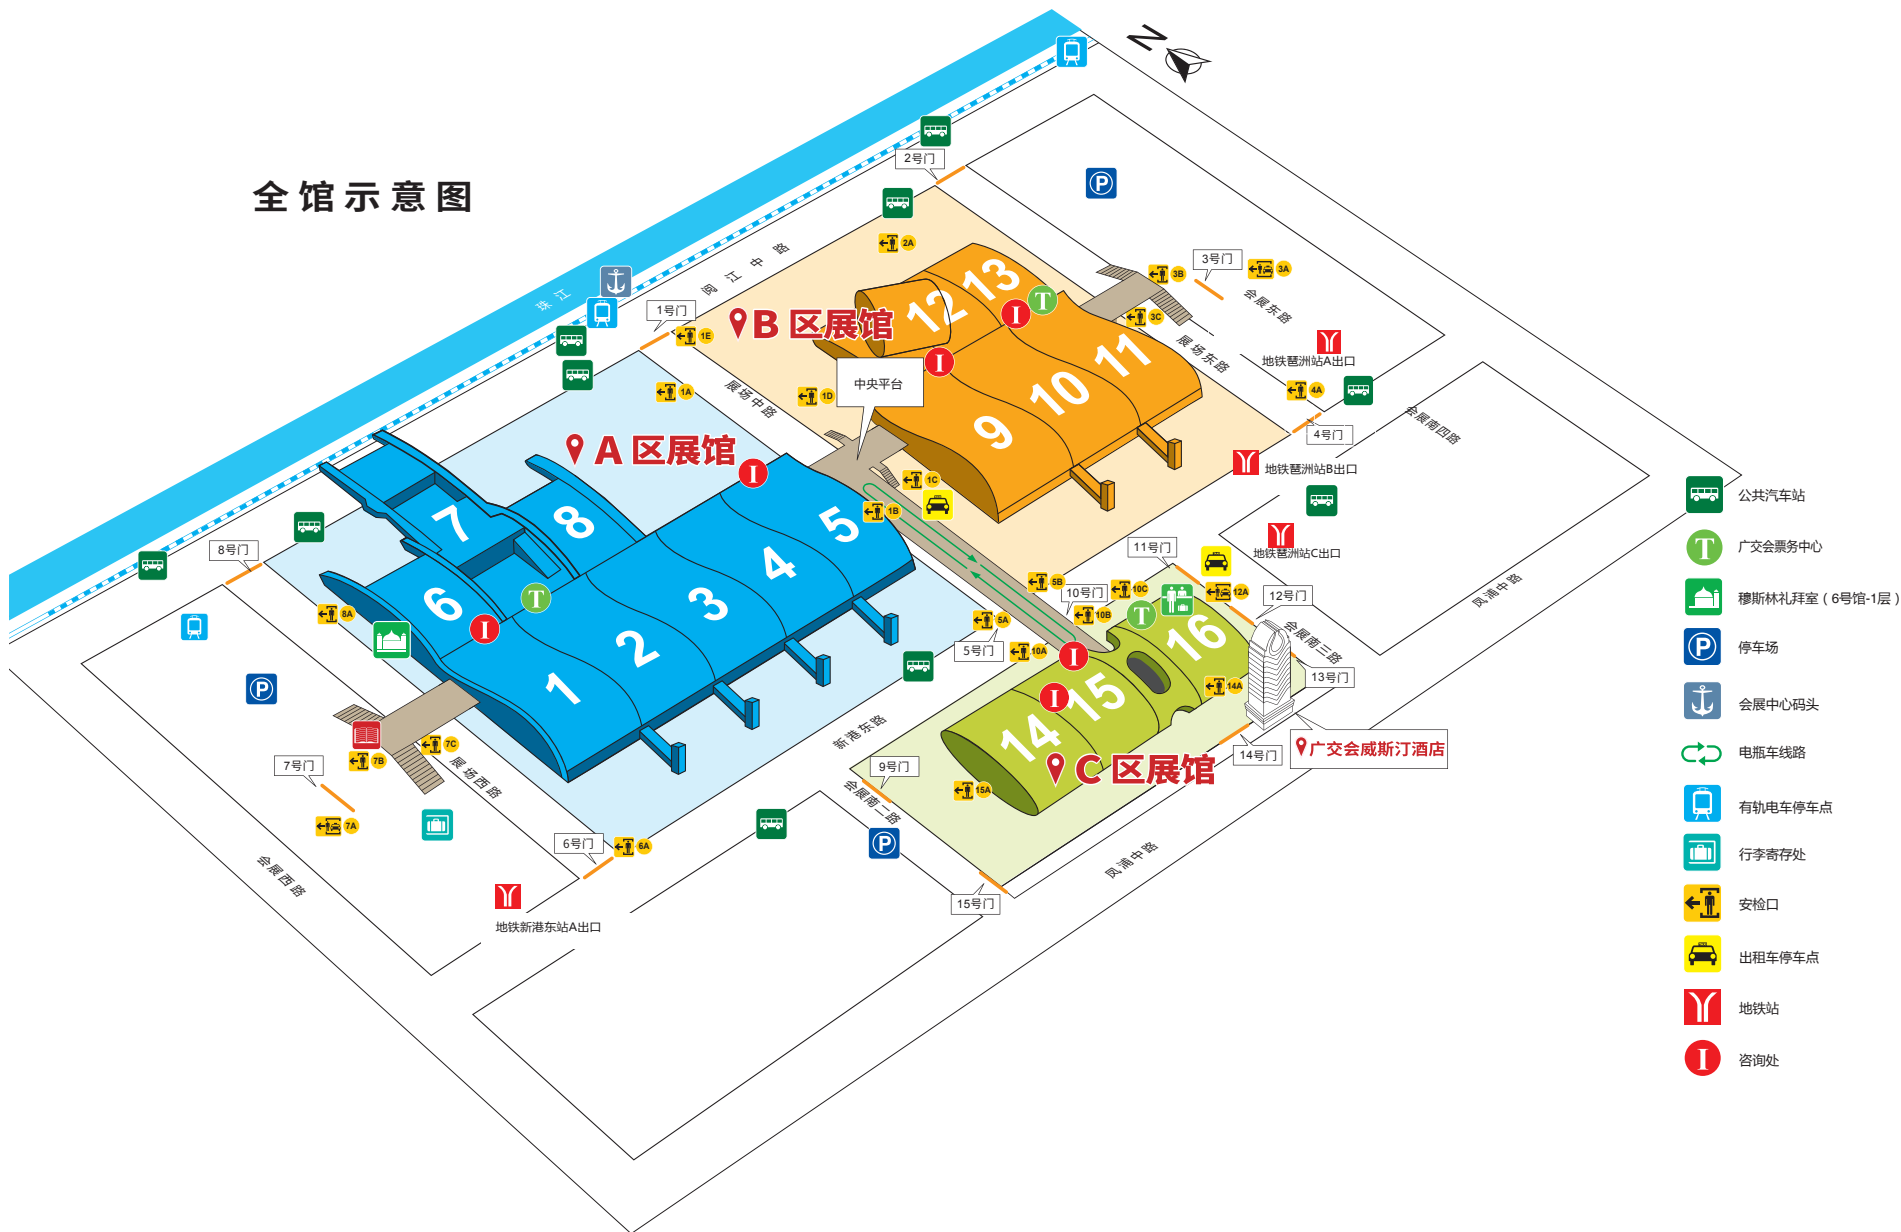 N
全馆示意图
2号门
2A
阅江中路
珠江
3号门
3A
3B
会展东路
1号门
1E
13
12
T
I
3C
B 区展馆
展场东路
地铁琶洲站A出口
11
I
中央平台
1A
展场中路
1D
10
4A
会展南四路
4号门
9
A 区展馆
I
地铁琶洲站B出口
1C
公共汽车站
1B
7
8
5
地铁琶洲站C出口
8号门
11号门
T
广交会票务中心
4
5B
10号门
10C
12A
12号门
凤浦中路
6
T
3
穆斯林礼拜室（6号馆-1层）
8A
I
5A
10B
T
16
会展南三路
5号门
10A
I
2
P
停车场
13号门
P
1
I
15
14A
会展中心码头
7C
新港东路
14
14号门
广交会威斯汀酒店
7B
7号门
展场西路
9号门
C 区展馆
电瓶车线路
15A
会展南二路
有轨电车停车点
7A
6号门
6A
P
凤浦中路
行李寄存处
会展西路
15号门
安检口
地铁新港东站A出口
出租车停车点
地铁站
I
咨询处
P